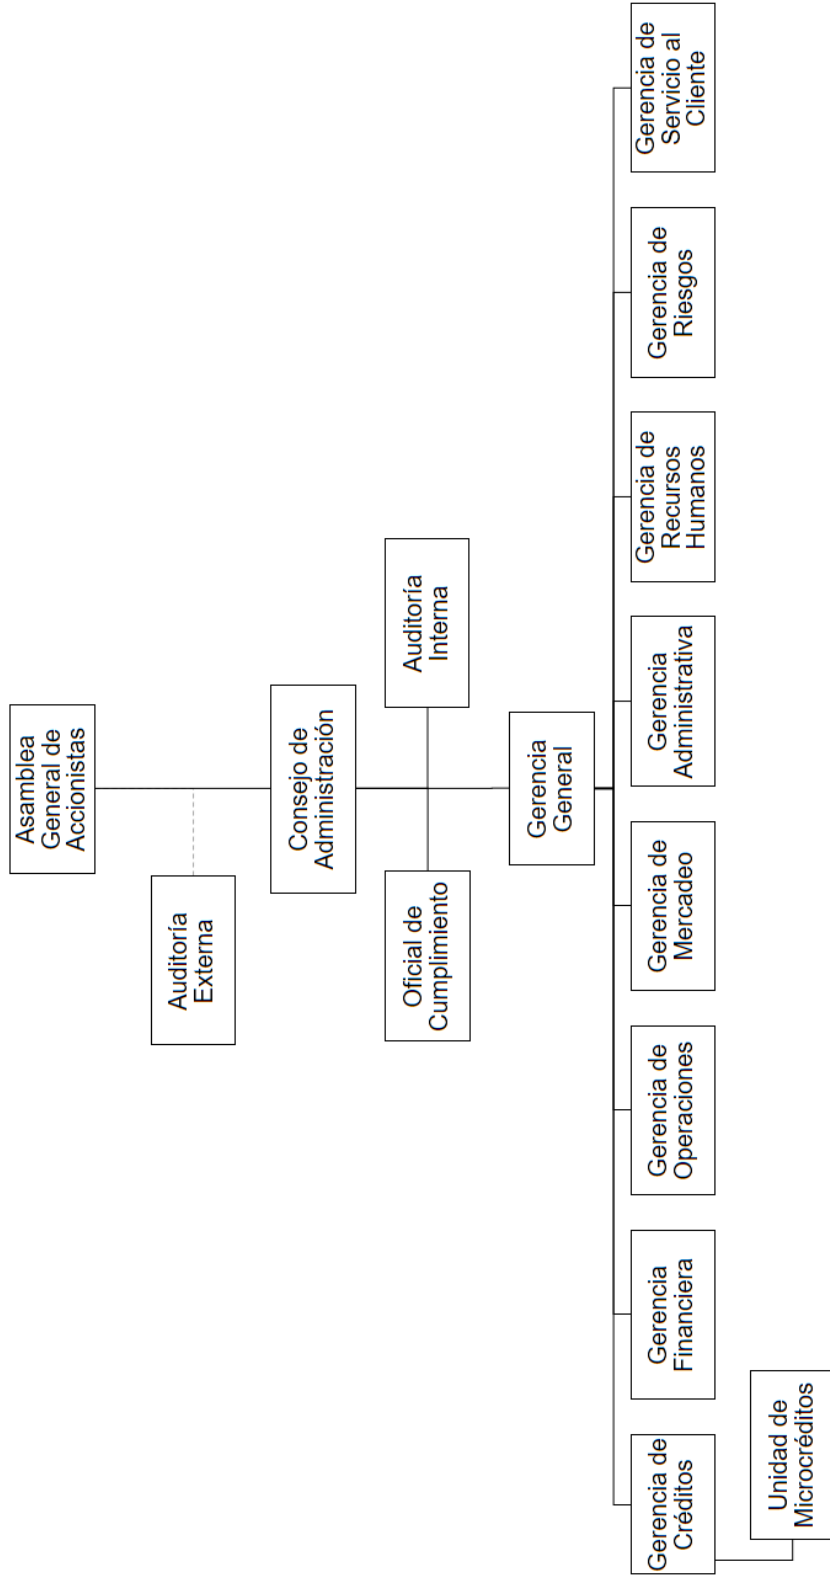 Asamblea
General de
Accionistas
Auditoría
Externa
Consejo de
Administración
Oficial de
Cumplimiento
Auditoría
Interna
Gerencia
General
Gerencia de
Créditos
Gerencia
Financiera
Gerencia de
Operaciones
Gerencia de
Mercadeo
Gerencia
Administrativa
Gerencia de
Recursos
Humanos
Gerencia de
Riesgos
Gerencia de
Servicio al
Cliente
Unidad de
Microcréditos